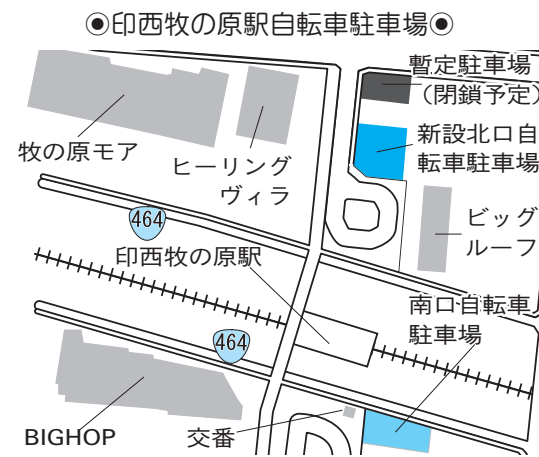 ◉印西牧の原駅自転車駐車場◉
暫定駐車場
（閉鎖予定）
牧の原モア
ヒーリング
ヴィラ
新設北口自
転車駐車場
464
ビッグ
ルーフ
印西牧の原駅
南口自転車
駐車場
464
BIGHOP
交番